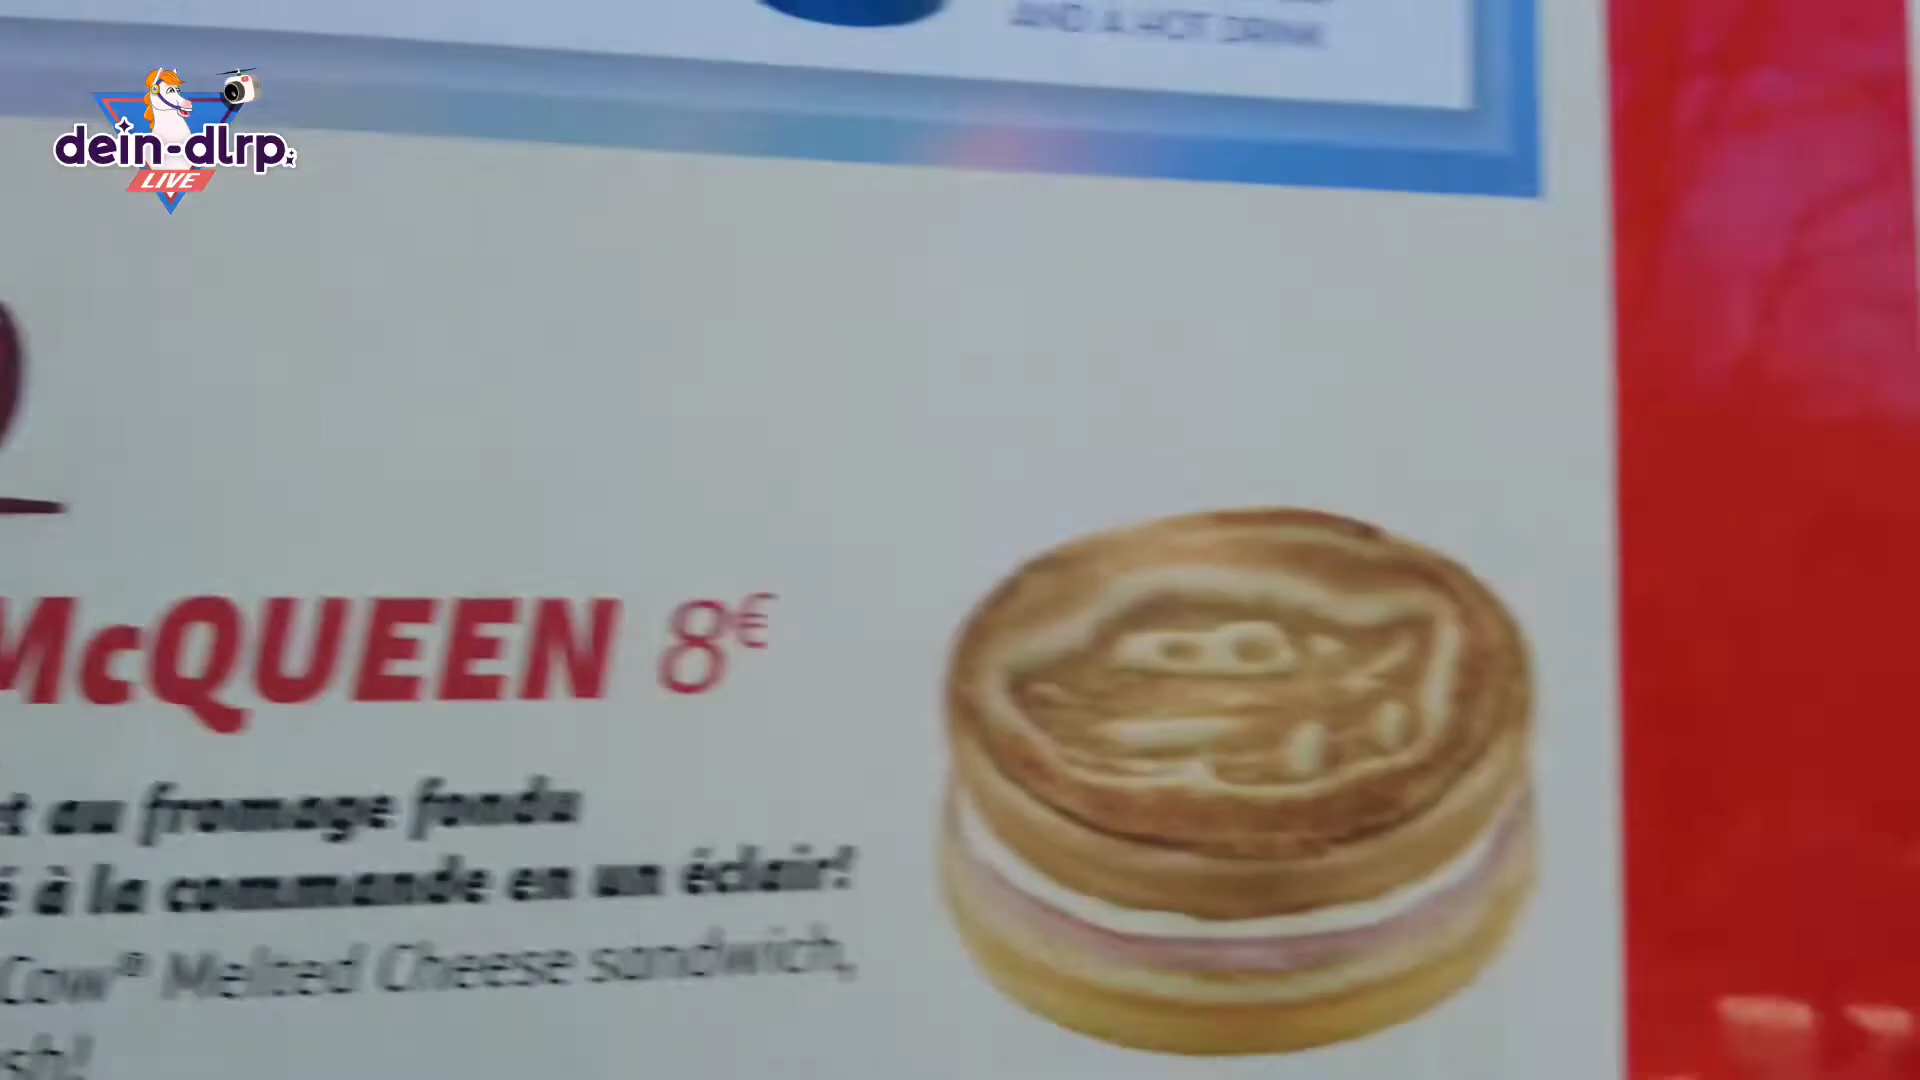 AND A HOT DRINK
dein-dlrp.
LIVE
McQUEEN 8€
au fromage fondu
à la commande en un éclair!
Cow® Melted Cheese sandwich,